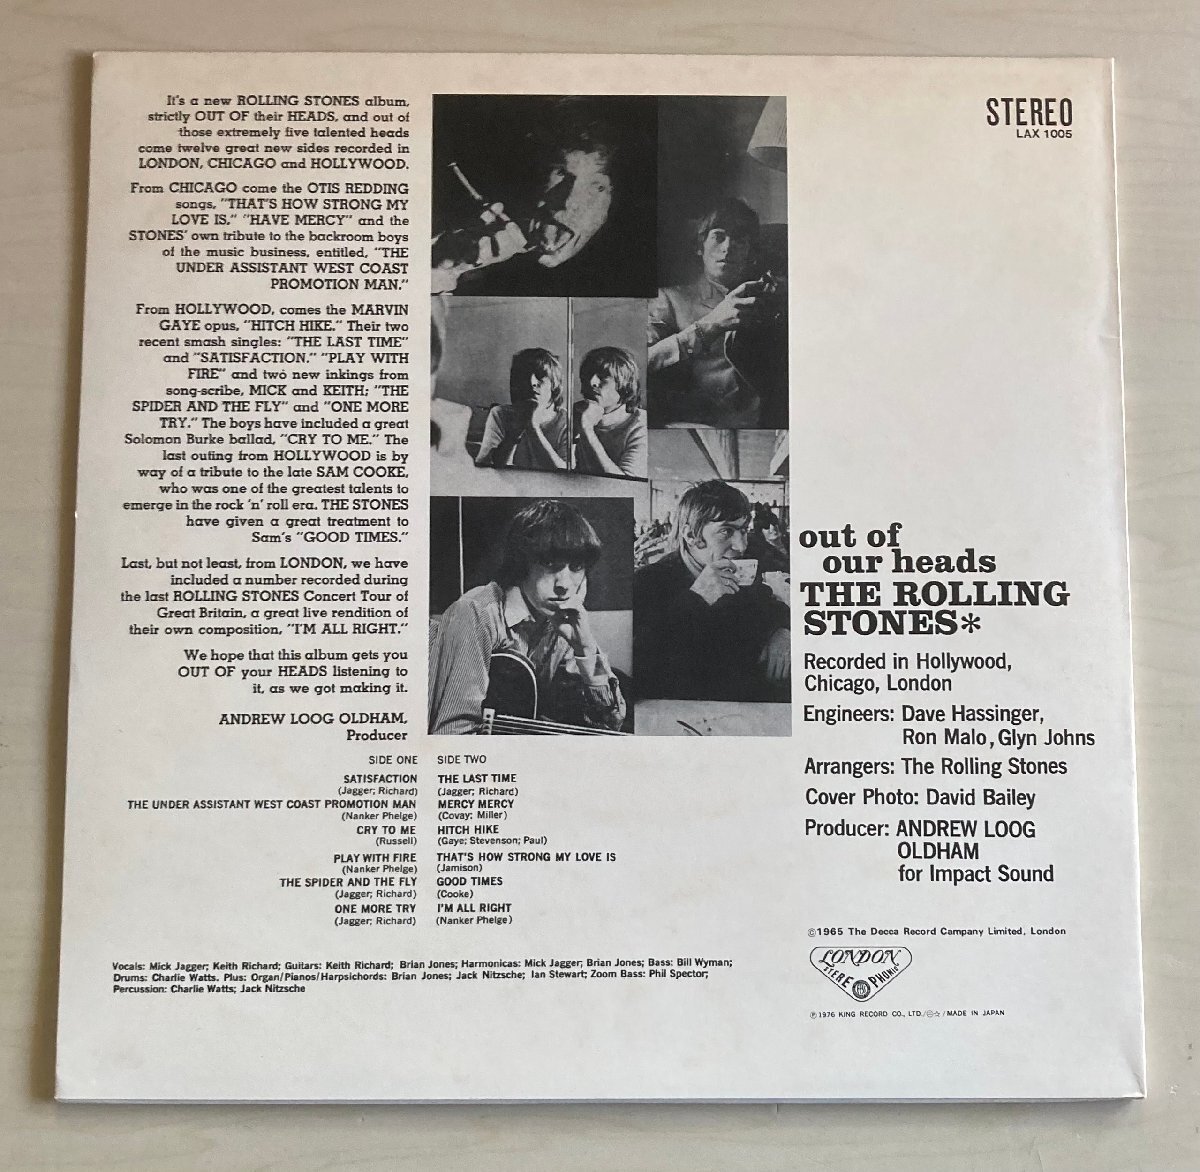 It's a new ROLLING STONES album,
strictly OUT OF their HEADS, and out of
those extremely five talented heads
come twelve great new sides recorded in
LONDON, CHICAGO and HOLLYWOOD.
From CHICAGO come the OTIS REDDING
songs, "THAT'S HOW STRONG MY
LOVE IS." "HAVE MERCY" and the
STONES' own tribute to the backroom boys
of the music business, entitled, "THE
UNDER ASSISTANT WEST COAST
PROMOTION MAN."
From HOLLYWOOD, comes the MARVIN
GAYE opus, "HITCH HIKE." Their two
recent smash singles: "THE LAST TIME"
and "SATISFACTION." "PLAY WITH
FIRE" and two new inkings from
song-scribe, MICK and KEITH; "THE
SPIDER AND THE FLY" and "ONE MORE
TRY." The boys have included a great
Solomon Burke ballad, "CRY TO ME." The
last outing from HOLLYWOOD is by
way of a tribute to the late SAM COOKE,
who was one of the greatest talents to
emerge in the rock 'n' roll era. THE STONES
have given a great treatment to
Sam's "GOOD TIMES."
Last, but not least, from LONDON, we have
included a number recorded during
the last ROLLING STONES Concert Tour of
Great Britain, a great live rendition of
their own composition, "I'M ALL RIGHT."
We hope that this album gets you
OUT OF your HEADS listening to
it, as we got making it.
ANDREW LOOG OLDHAM,
Producer
SIDE ONE
SATISFACTION
(Jagger; Richard)
THE UNDER ASSISTANT WEST COAST PROMOTION MAN
(Nanker Phelge)
CRY TO ME
(Russell)
PLAY WITH FIRE
(Nanker Phelge)
THE SPIDER AND THE FLY
(Jagger; Richard)
ONE MORE TRY
(Jagger; Richard)
SIDE TWO
THE LAST TIME
(Jagger; Richard)
MERCY MERCY
(Covay; Miller)
HITCH HIKE
(Gaye; Stevenson; Paul)
THAT'S HOW STRONG MY LOVE IS
(Jamison)
GOOD TIMES
(Cooke)
I'M ALL RIGHT
(Nanker Phelge)
Vocals: Mick Jagger; Keith Richard; Guitars: Keith Richard; Brian Jones; Harmonicas: Mick Jagger; Brian Jones; Bass: Bill Wyman;
Drums: Charlie Watts. Plus: Organ/Pianos/Harpsichords: Brian Jones; Jack Nitzsche; Ian Stewart; Zoom Bass: Phil Spector;
Percussion: Charlie Watts; Jack Nitzsche
STEREO
LAX 1005
out of
our heads
THE ROLLING
STONES*
Recorded in Hollywood,
Chicago, London
Engineers: Dave Hassinger,
Ron Malo, Glyn Johns
Arrangers: The Rolling Stones
Cover Photo: David Bailey
Producer: ANDREW LOOG
OLDHAM
for Impact Sound
©1965 The Decca Record Campany Limited, London
LONDON
STEREO PHONIC
℗1976 KING RECORD CO., LTD./㊀☆/MADE IN JAPAN